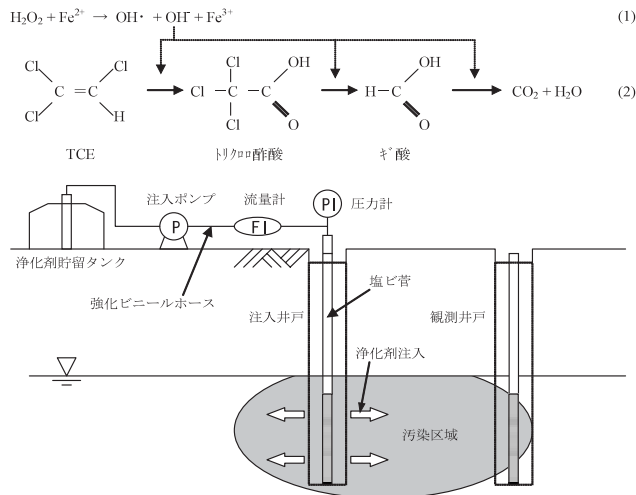 H₂O₂ + Fe²⁺ → OH・ + OH⁻ + Fe³⁺ (1)
Cl Cl Cl OH OH
C = C Cl - C - C H - C CO₂ + H₂O (2)
Cl H Cl O O
TCE トリクロロ酢酸 ギ酸
注入ポンプ 流量計 PI 圧力計
P FI
浄化剤貯留タンク
強化ビニールホース
塩ビ菅
注入井戸 観測井戸
浄化剤注入
汚染区域